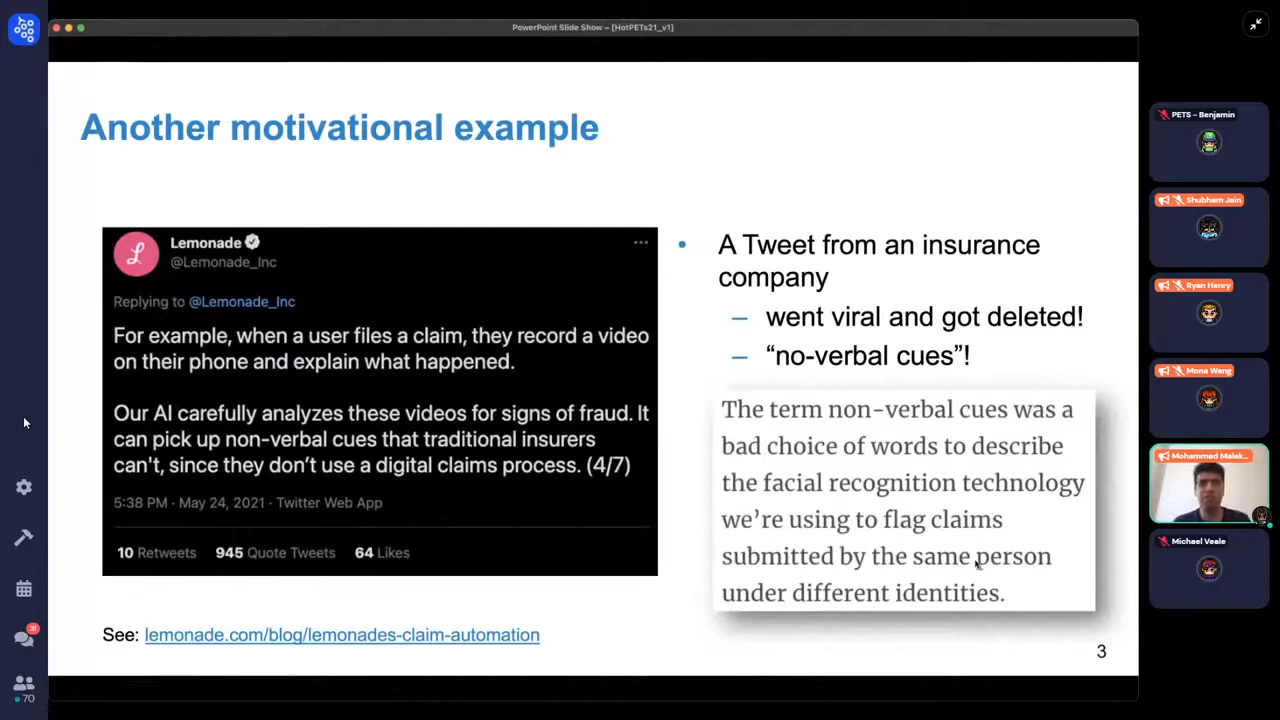 PowerPoint Slide Show – [HotPETs21_v1]
Another motivational example
Lemonade
@Lemonade_Inc
Replying to @Lemonade_Inc
For example, when a user files a claim, they record a video
on their phone and explain what happened.
Our AI carefully analyzes these videos for signs of fraud. It
can pick up non-verbal cues that traditional insurers
can't, since they don’t use a digital claims process. (4/7)
5:38 PM · May 24, 2021 · Twitter Web App
10 Retweets 945 Quote Tweets 64 Likes
See: lemonade.com/blog/lemonades-claim-automation
• A Tweet from an insurance
company
– went viral and got deleted!
– “no-verbal cues”!
The term non-verbal cues was a
bad choice of words to describe
the facial recognition technology
we’re using to flag claims
submitted by the same person
under different identities.
3
PETS - Benjamin
Shubham Jain
Ryan Henry
Mona Wang
Mohammad Malek...
Michael Veale
31
70